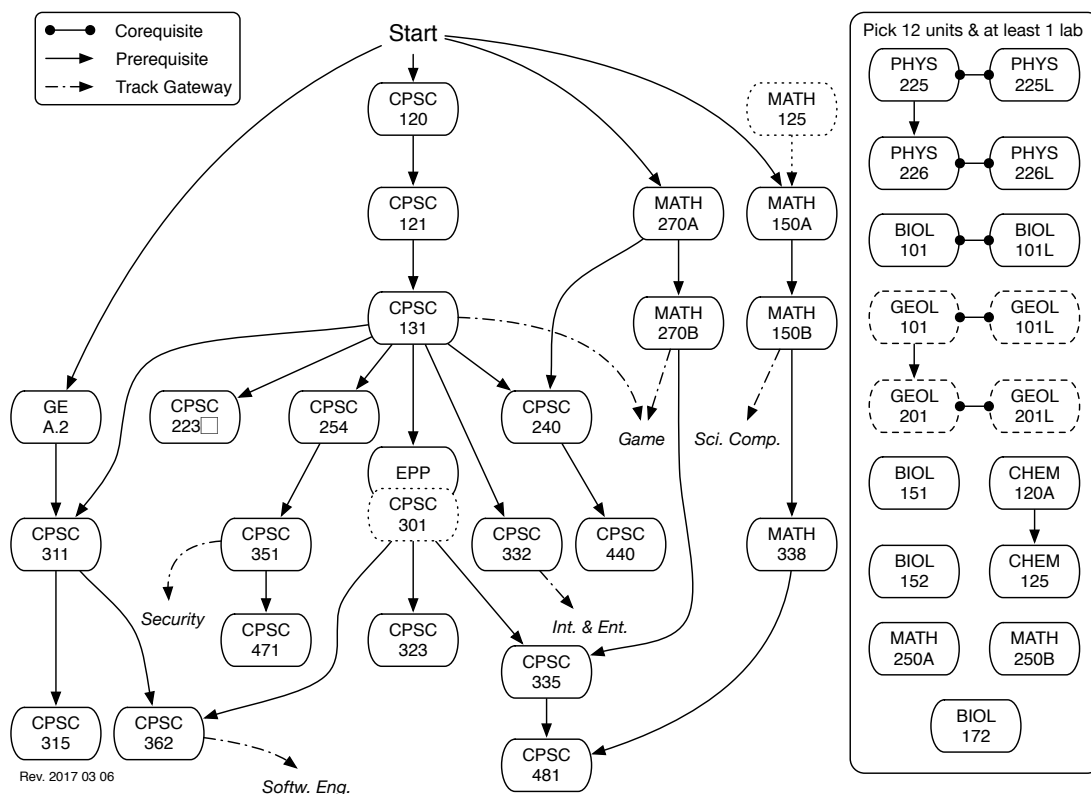 Corequisite
Prerequisite
Track Gateway
Start
CPSC
120
MATH
125
CPSC
121
MATH
270A
MATH
150A
CPSC
131
MATH
270B
MATH
150B
GE
A.2
CPSC
223
CPSC
254
CPSC
240
Game
Sci. Comp.
EPP
CPSC
301
CPSC
311
CPSC
351
CPSC
332
CPSC
440
MATH
338
Security
CPSC
471
CPSC
323
Int. & Ent.
CPSC
335
CPSC
315
CPSC
362
CPSC
481
Softw. Eng.
Rev. 2017 03 06
Pick 12 units & at least 1 lab
PHYS
225
PHYS
225L
PHYS
226
PHYS
226L
BIOL
101
BIOL
101L
GEOL
101
GEOL
101L
GEOL
201
GEOL
201L
BIOL
151
CHEM
120A
BIOL
152
CHEM
125
MATH
250A
MATH
250B
BIOL
172